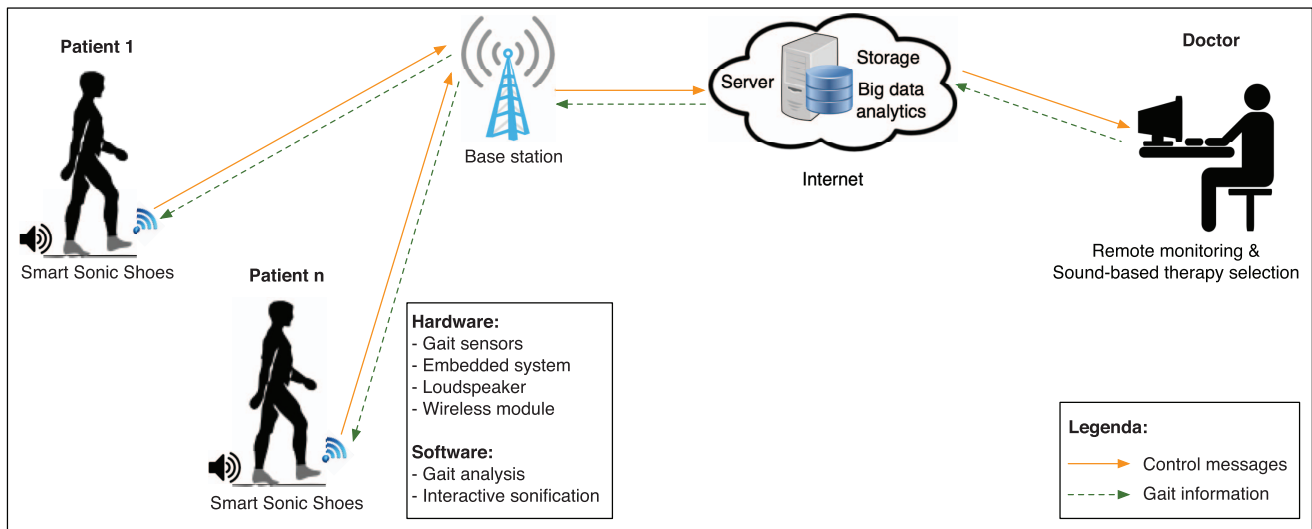 Patient 1
Smart Sonic Shoes
Patient n
Smart Sonic Shoes
Hardware:
- Gait sensors
- Embedded system
- Loudspeaker
- Wireless module
Software:
- Gait analysis
- Interactive sonification
Base station
Server
Storage
Big data
analytics
Internet
Doctor
Remote monitoring &
Sound-based therapy selection
Legenda:
Control messages
Gait information